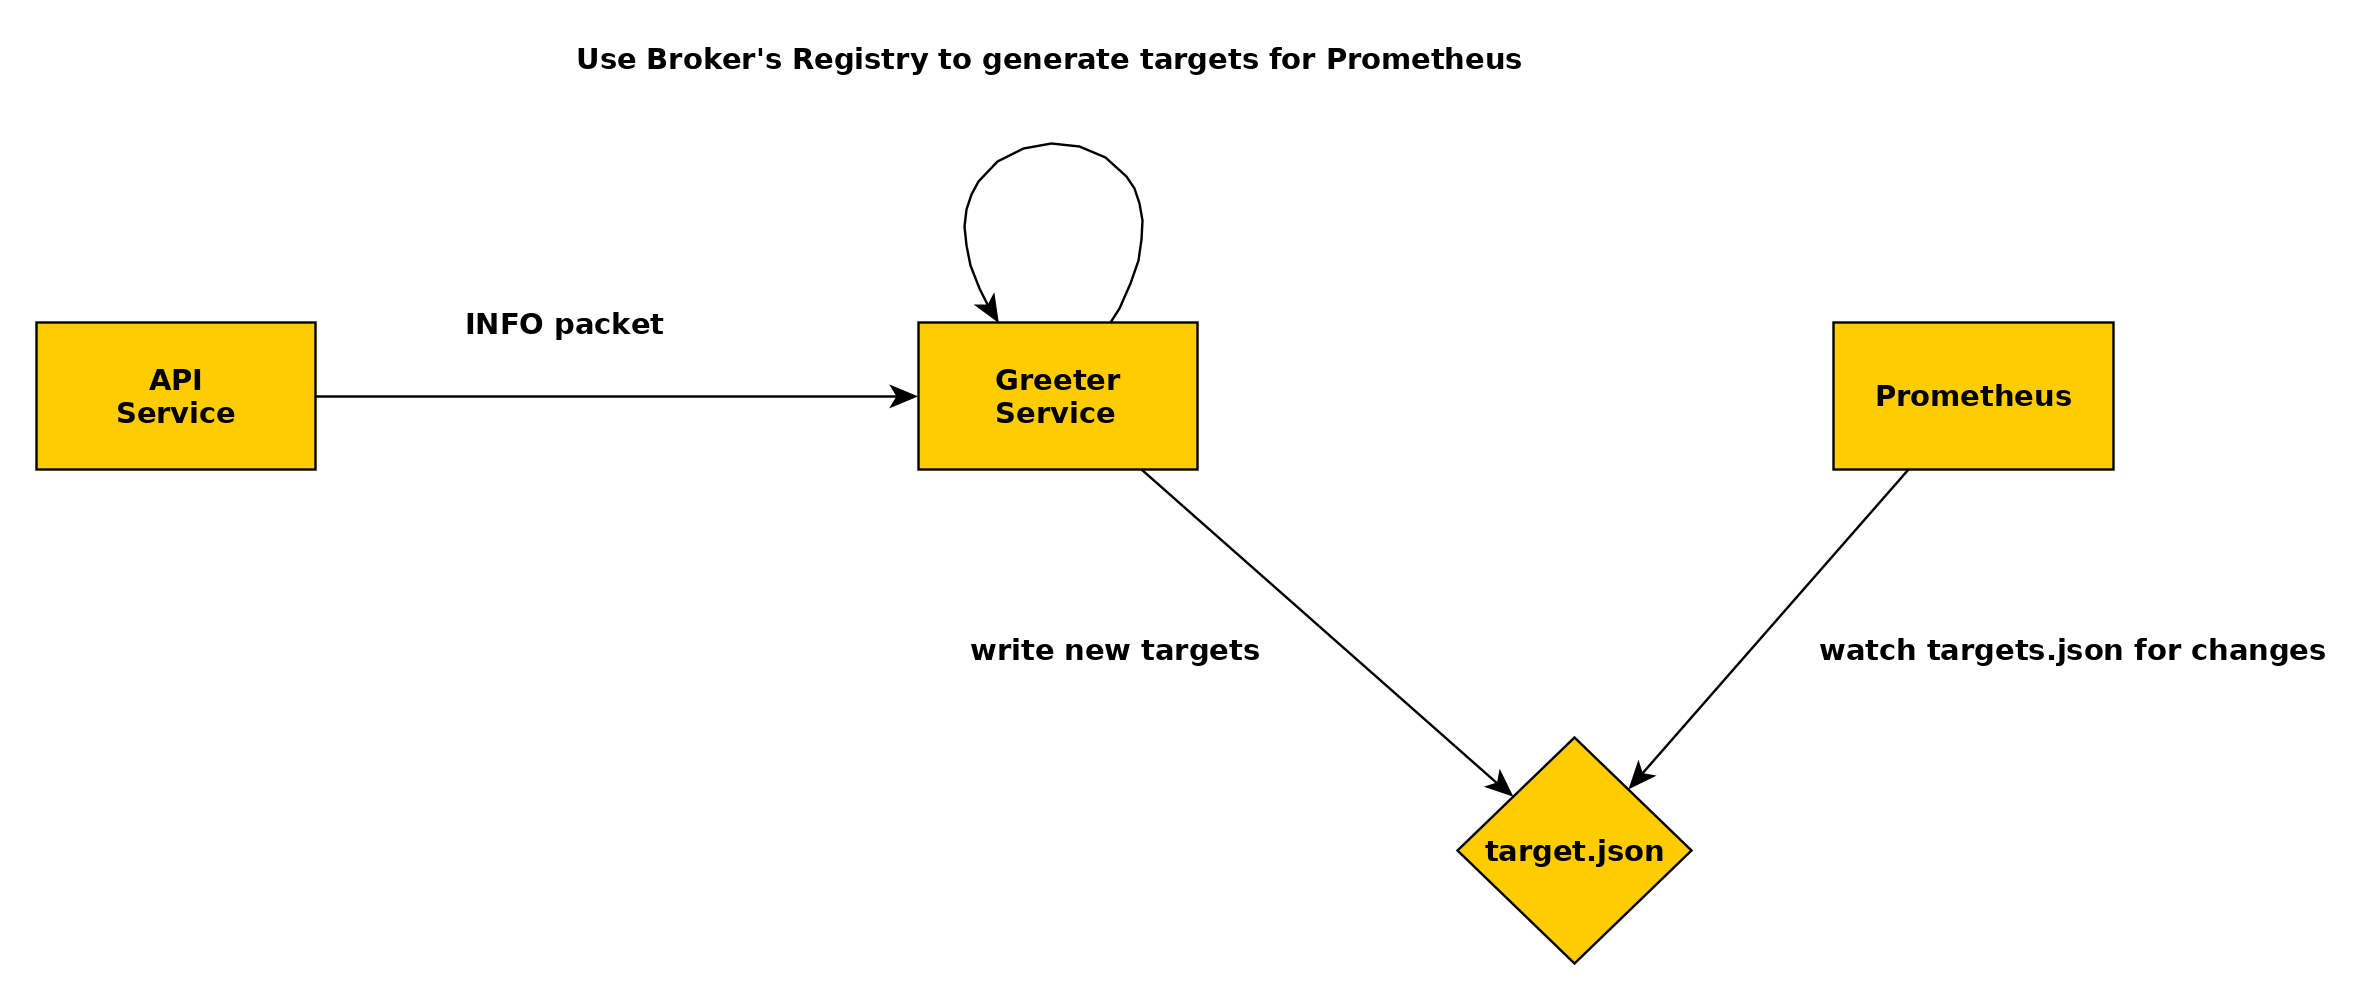 Use Broker's Registry to generate targets for Prometheus
INFO packet
API
Service
Greeter
Service
Prometheus
write new targets
watch targets.json for changes
target.json